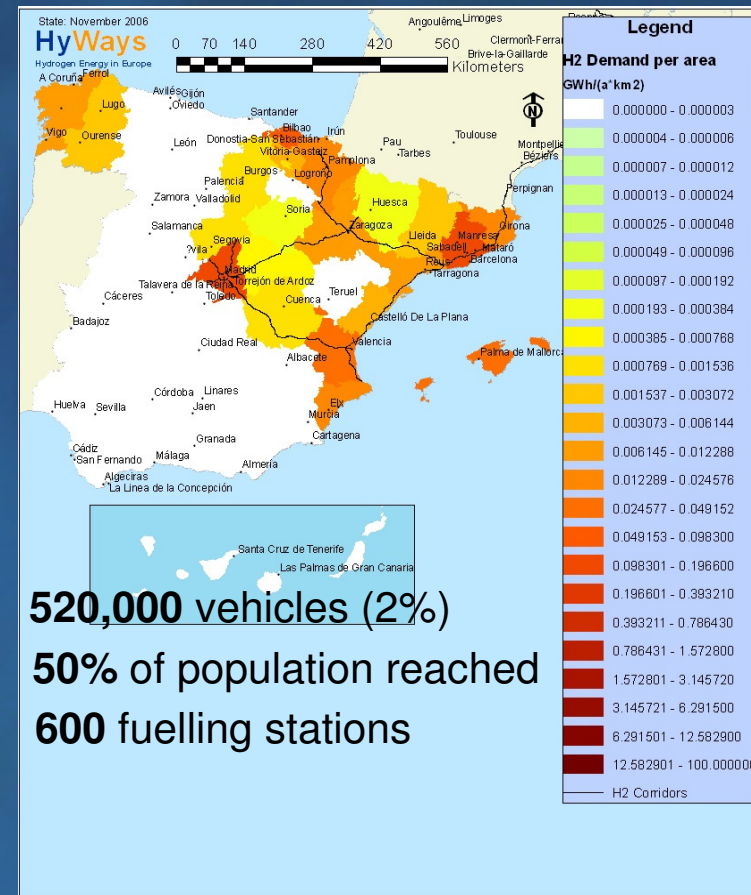 State: November 2006
HyWays
Hydrogen Energy in Europe
0 70 140 280 420 560
Kilometers
Angoulême
Limoges
Clermont-Ferra
Brive-la-Gaillarde
A Coruña
Ferrol
Lugo
Vigo
Ourense
Avilés
Gijón
Oviedo
Santander
León
Bilbao
Irún
Donostia-San Sebastián
Vitoria-Gasteiz
Pamplona
Pau
Tarbes
Toulouse
Montpellie
Béziers
Perpignan
Burgos
Logroño
Palencia
Huesca
Zamora
Valladolid
Soria
Zaragoza
Lleida
Manresa
Girona
Sabadell
Mataró
Reus
Barcelona
Tarragona
Salamanca
Segovia
?vila
Madrid
Torrejón de Ardoz
Talavera de la Reina
Toledo
Cuenca
Teruel
Cáceres
Castelló De La Plana
Badajoz
Ciudad Real
Valencia
Albacete
Palma de Mallorca
Córdoba
Linares
Jaen
Elx
Murcia
Huelva
Sevilla
Granada
Cartagena
Cádiz
San Fernando
Málaga
Almería
Algeciras
La Linea de la Concepción
Santa Cruz de Tenerife
Las Palmas de Gran Canaria
520,000 vehicles (2%)
50% of population reached
600 fuelling stations
Legend
H2 Demand per area
GWh/(a*km2)
0.000000 - 0.000003
0.000004 - 0.000006
0.000007 - 0.000012
0.000013 - 0.000024
0.000025 - 0.000048
0.000049 - 0.000096
0.000097 - 0.000192
0.000193 - 0.000384
0.000385 - 0.000768
0.000769 - 0.001536
0.001537 - 0.003072
0.003073 - 0.006144
0.006145 - 0.012288
0.012289 - 0.024576
0.024577 - 0.049152
0.049153 - 0.098300
0.098301 - 0.196600
0.196601 - 0.393210
0.393211 - 0.786430
0.786431 - 1.572800
1.572801 - 3.145720
3.145721 - 6.291500
6.291501 - 12.582900
12.582901 - 100.000000
H2 Corridors